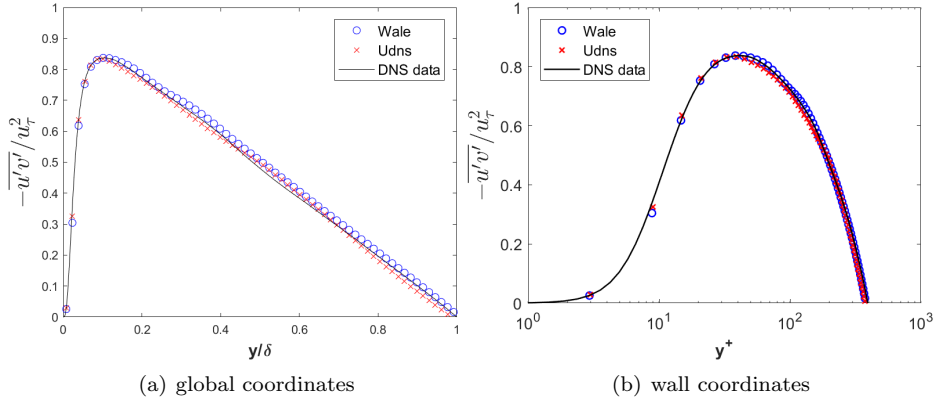 1
0.9
0.8
0.7
0.6
0.5
0.4
0.3
0.2
0.1
0
0 0.2 0.4 0.6 0.8 1
y/δ
−u′v′/u²τ
Wale
Udns
DNS data
(a) global coordinates
1
0.8
0.6
0.4
0.2
0
10⁰ 10¹ 10² 10³
y⁺
−u′v′/u²τ
Wale
Udns
DNS data
(b) wall coordinates